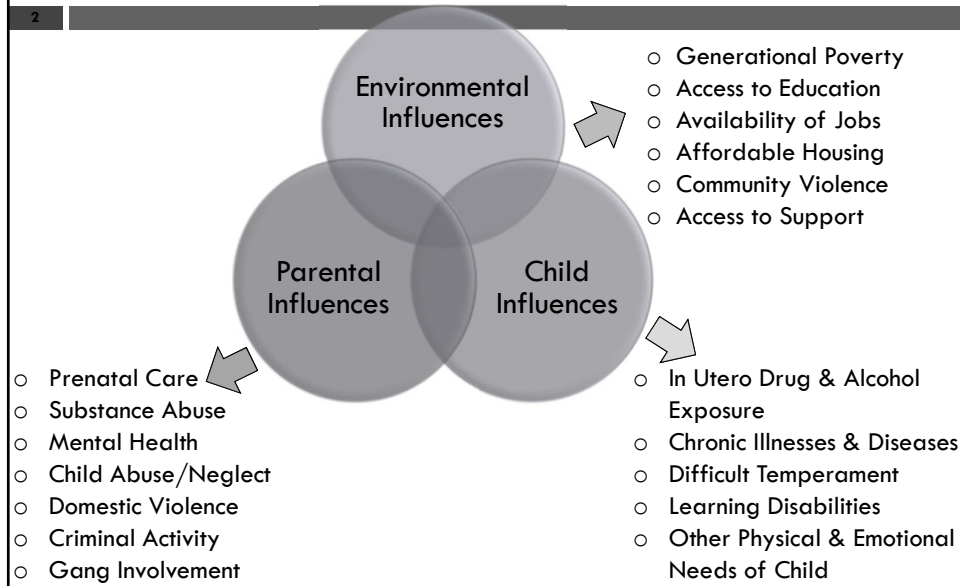 2
Environmental
Influences
○ Generational Poverty
○ Access to Education
○ Availability of Jobs
○ Affordable Housing
○ Community Violence
○ Access to Support
Parental
Influences
Child
Influences
○ Prenatal Care
○ Substance Abuse
○ Mental Health
○ Child Abuse/Neglect
○ Domestic Violence
○ Criminal Activity
○ Gang Involvement
○ In Utero Drug & Alcohol
Exposure
○ Chronic Illnesses & Diseases
○ Difficult Temperament
○ Learning Disabilities
○ Other Physical & Emotional
Needs of Child